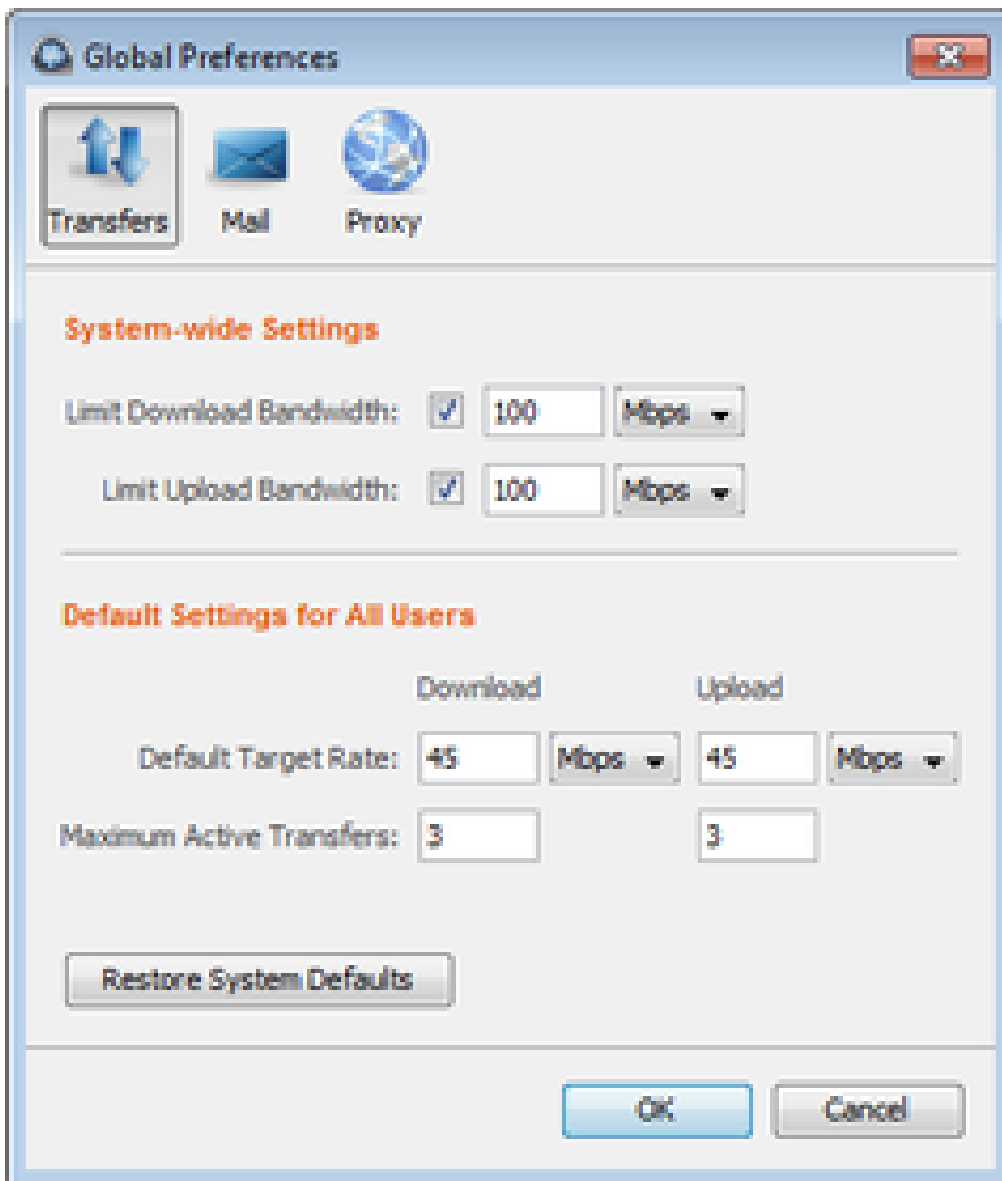 Global Preferences
Transfers Mail Proxy
System-wide Settings
Limit Download Bandwidth: 100 Mbps
Limit Upload Bandwidth: 100 Mbps
Default Settings for All Users
Download Upload
Default Target Rate: 45 Mbps 45 Mbps
Maximum Active Transfers: 3 3
Restore System Defaults
OK Cancel